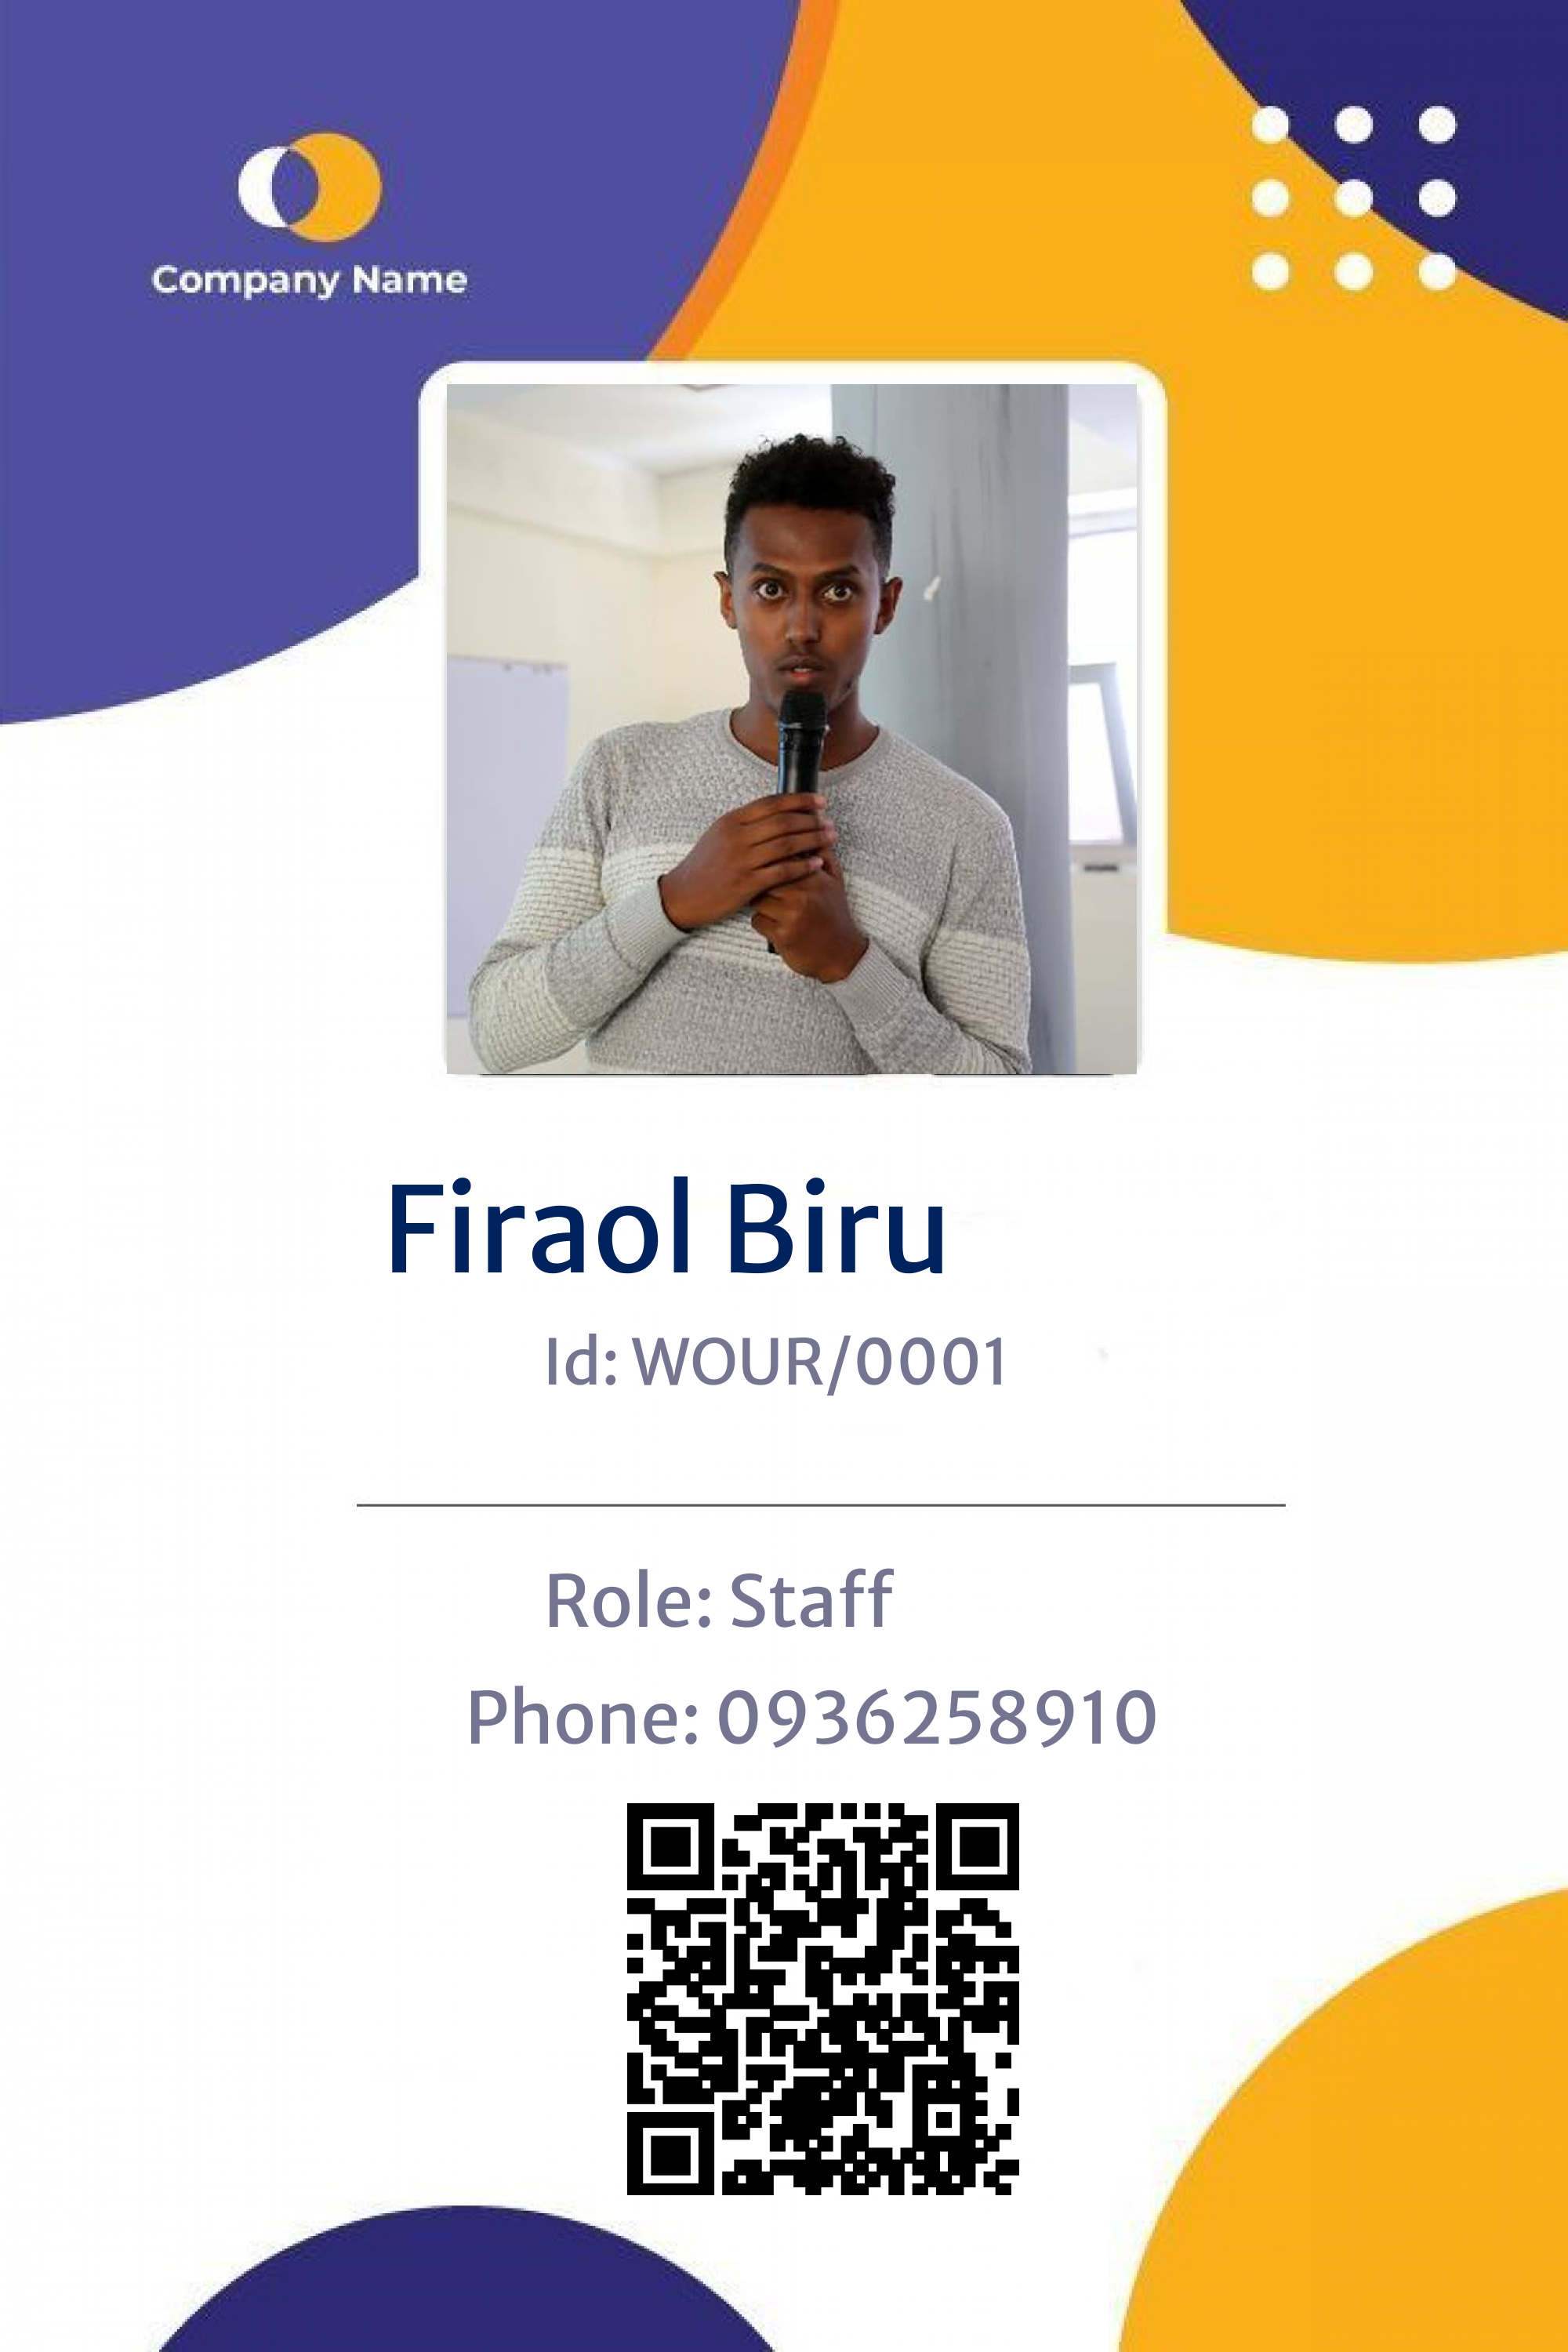 Company Name
Firaol Biru
Id: WOUR/0001
Role: Staff
Phone: 0936258910